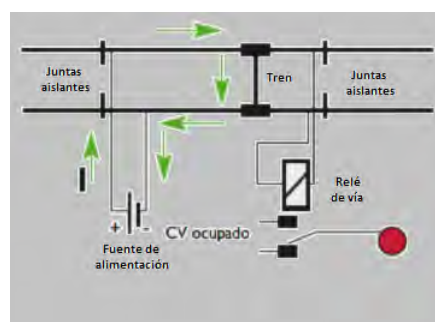 Juntas
aislantes
Tren
Juntas
aislantes
Relé
de vía
+
-
CV ocupado
Fuente de
alimentación